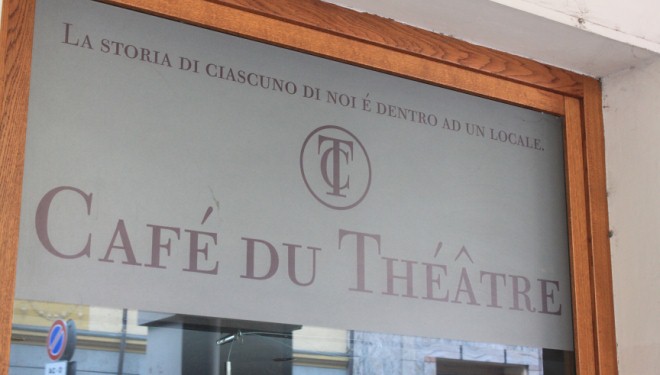 LA STORIA DI CIASCUNO DI NOI É DENTRO AD UN LOCALE.
TC
CAFÉ DU THÉÂTRE